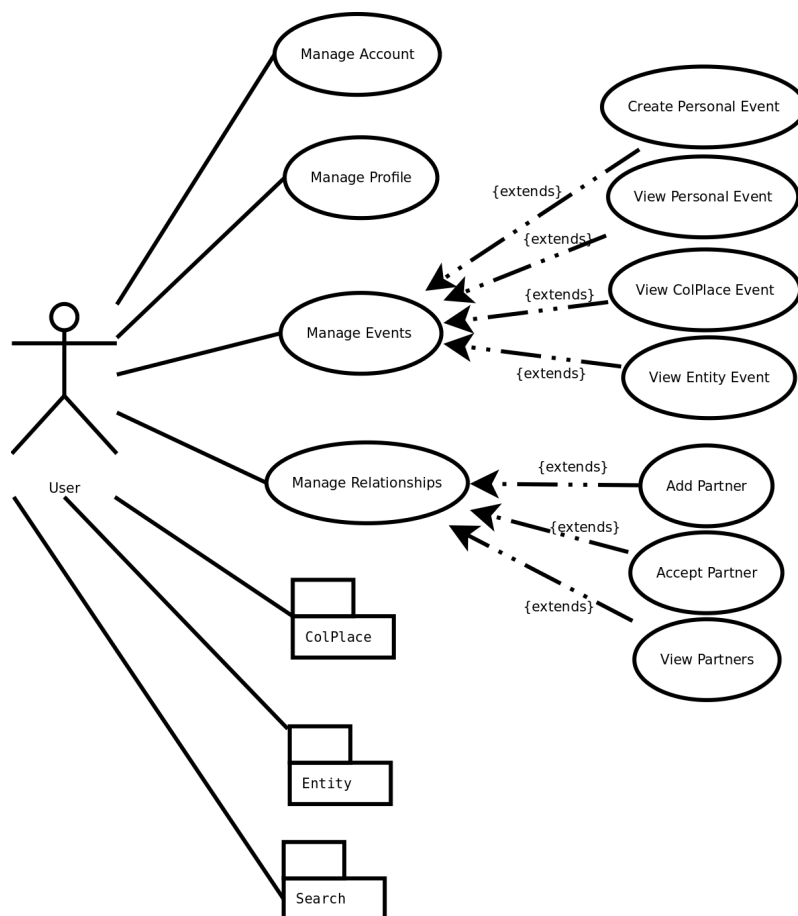 Manage Account
Create Personal Event
Manage Profile
{extends}
View Personal Event
{extends}
{extends}
View ColPlace Event
Manage Events
{extends}
View Entity Event
{extends}
Manage Relationships
Add Partner
User
{extends}
Accept Partner
{extends}
ColPlace
View Partners
Entity
Search